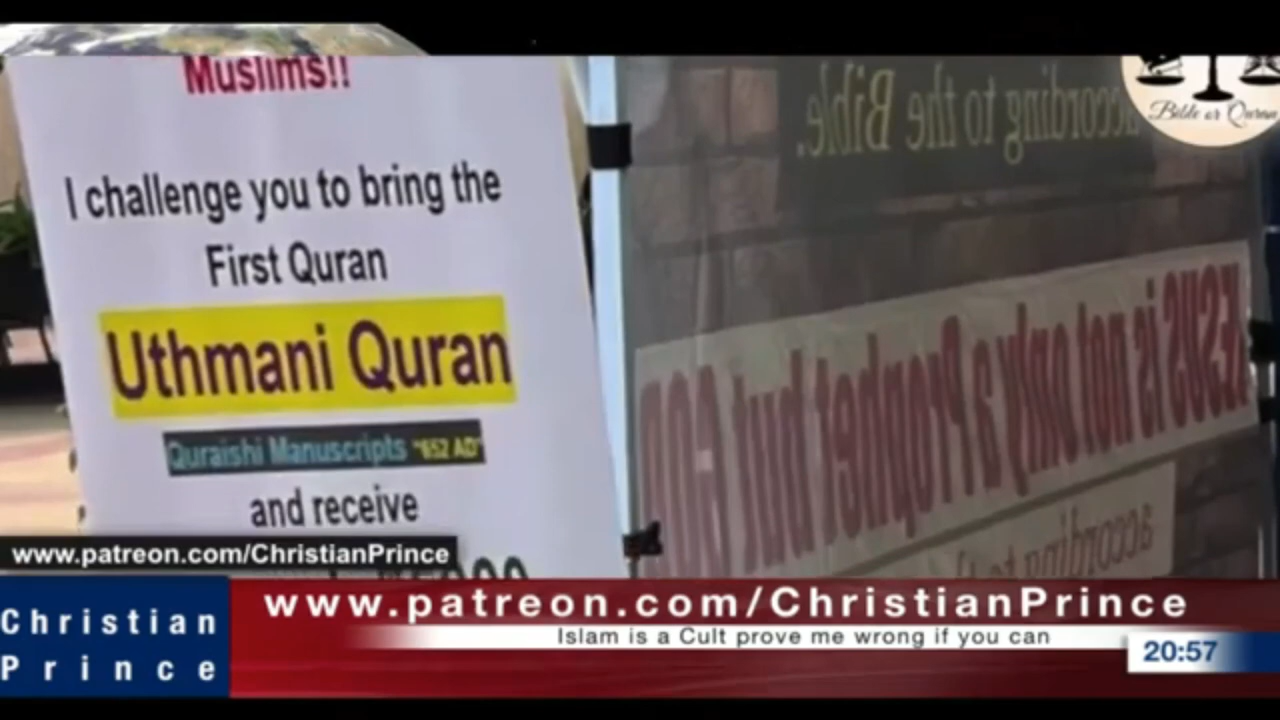 Muslims!!
I challenge you to bring the
First Quran
Uthmani Quran
Quraishi Manuscripts "652 AD"
and receive
according to the Bible.
JESUS is not only a Prophet but GOD
according to
Bible or Quran
www.patreon.com/ChristianPrince
Christian
Prince
www.patreon.com/ChristianPrince
Islam is a Cult prove me wrong if you can
20:57